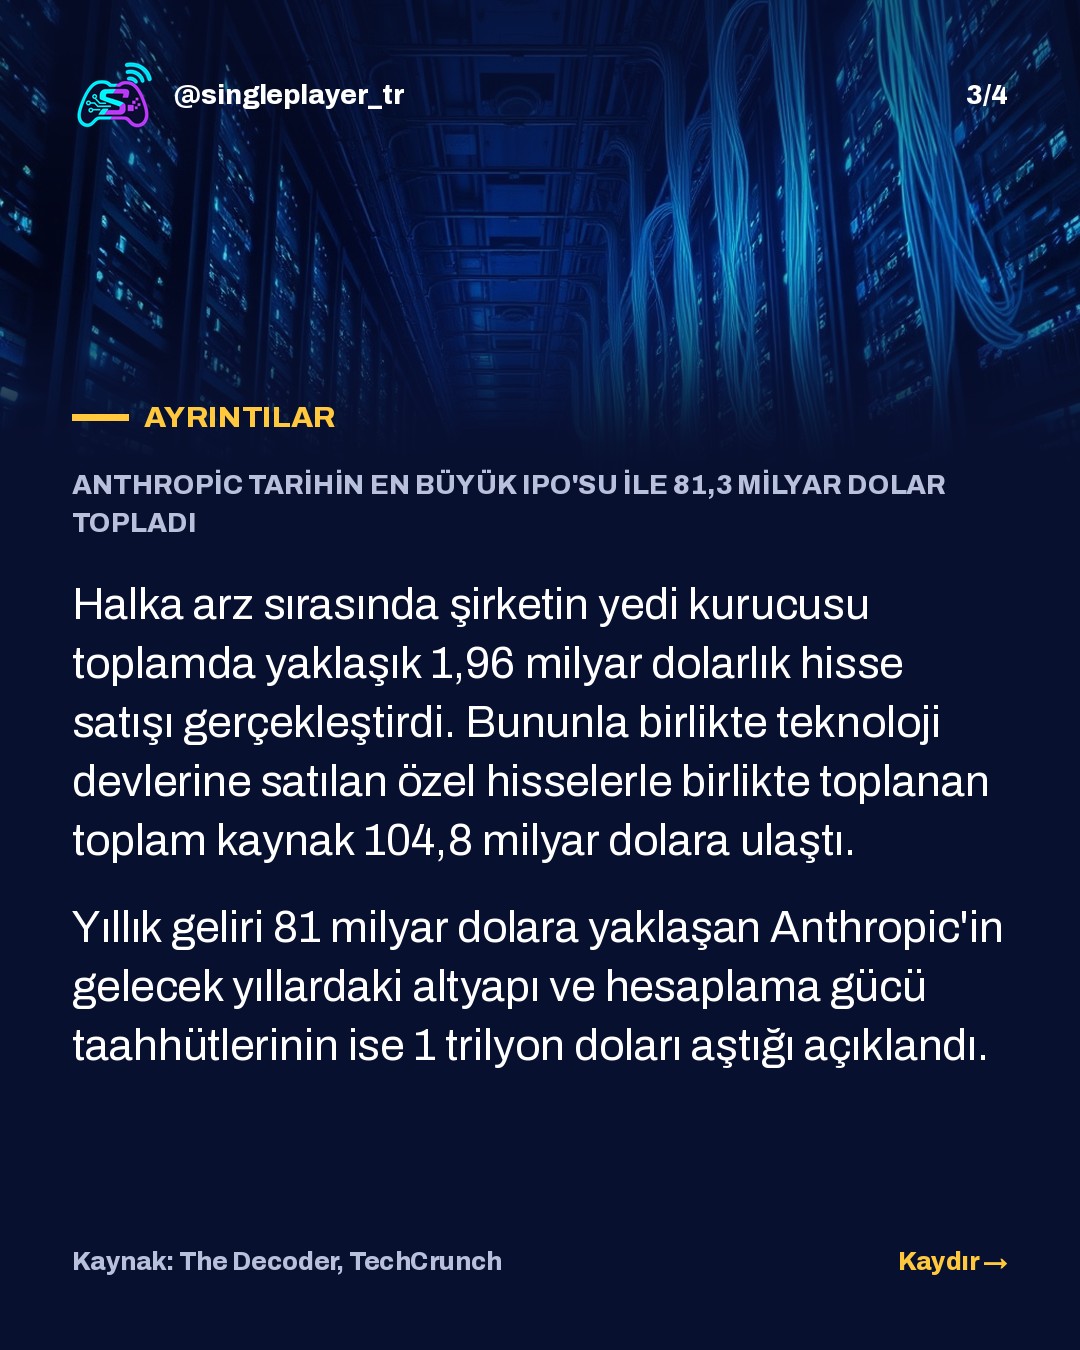 @singleplayer_tr
3/4
AYRINTILAR
ANTHROPİC TARİHİN EN BÜYÜK IPO'SU İLE 81,3 MİLYAR DOLAR
TOPLADI
Halka arz sırasında şirketin yedi kurucusu
toplamda yaklaşık 1,96 milyar dolarlık hisse
satışı gerçekleştirdi. Bununla birlikte teknoloji
devlerine satılan özel hisselerle birlikte toplanan
toplam kaynak 104,8 milyar dolara ulaştı.
Yıllık geliri 81 milyar dolara yaklaşan Anthropic'in
gelecek yıllardaki altyapı ve hesaplama gücü
taahhütlerinin ise 1 trilyon doları aştığı açıklandı.
Kaynak: The Decoder, TechCrunch
Kaydır→